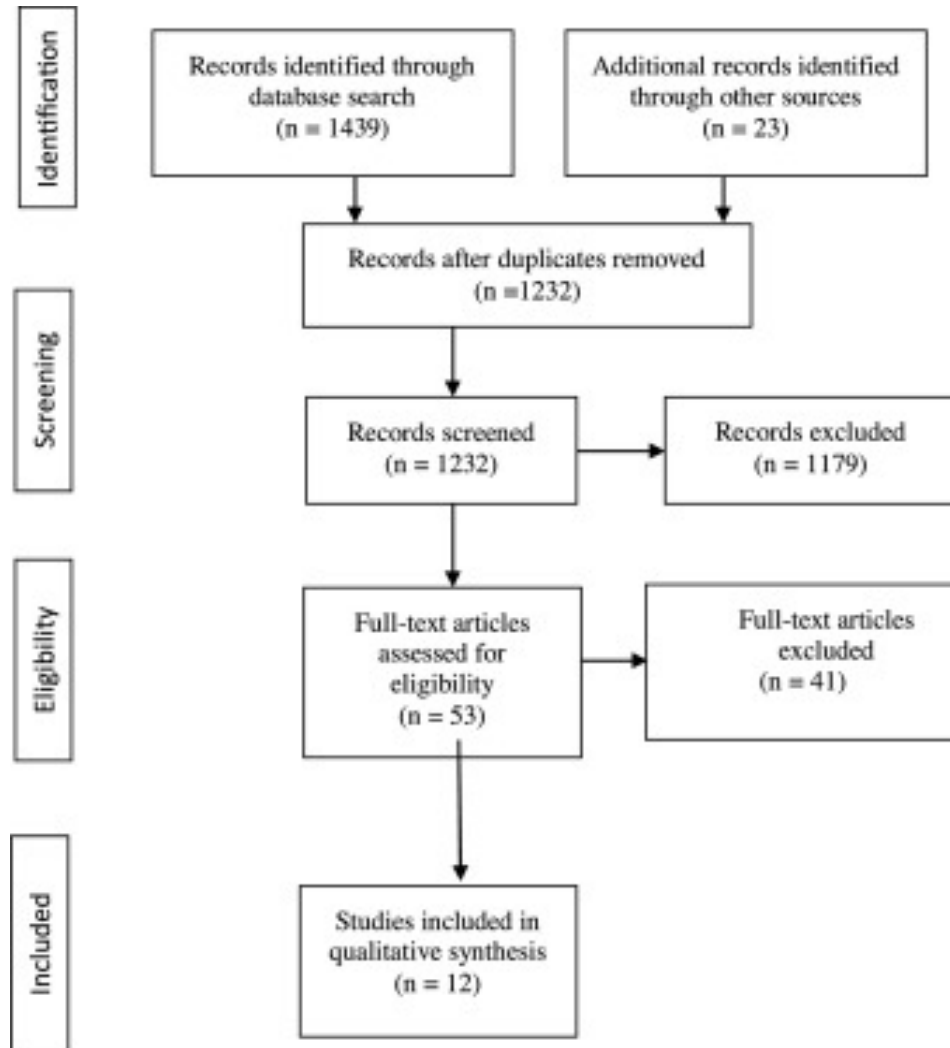 Identification
Records identified through
database search
(n = 1439)
Additional records identified
through other sources
(n = 23)
Records after duplicates removed
(n =1232)
Screening
Records screened
(n = 1232)
Records excluded
(n = 1179)
Eligibility
Full-text articles
assessed for
eligibility
(n = 53)
Full-text articles
excluded
(n = 41)
Included
Studies included in
qualitative synthesis
(n = 12)